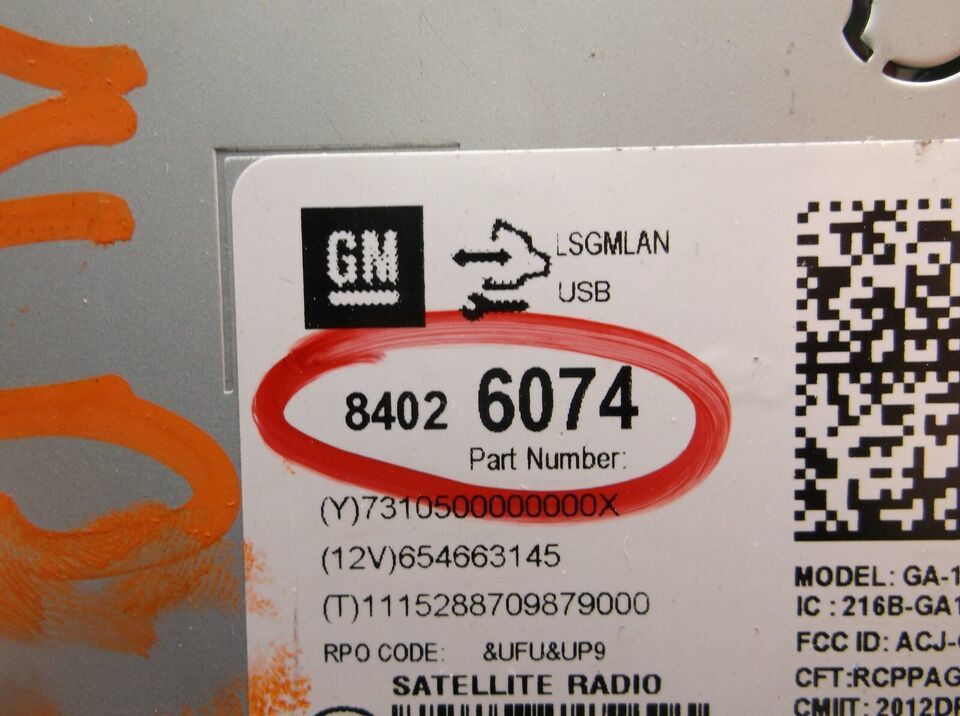 GM
LSGMLAN
USB
8402 6074
Part Number:
(Y)7310500000000X
(12V)654663145
(T)1115288709879000
RPO CODE: &UFU&UP9
SATELLITE RADIO
MODEL: GA-1
IC : 216B-GA1
FCC ID: ACJ-
CFT:RCPPAG
CMIIT: 2012DP